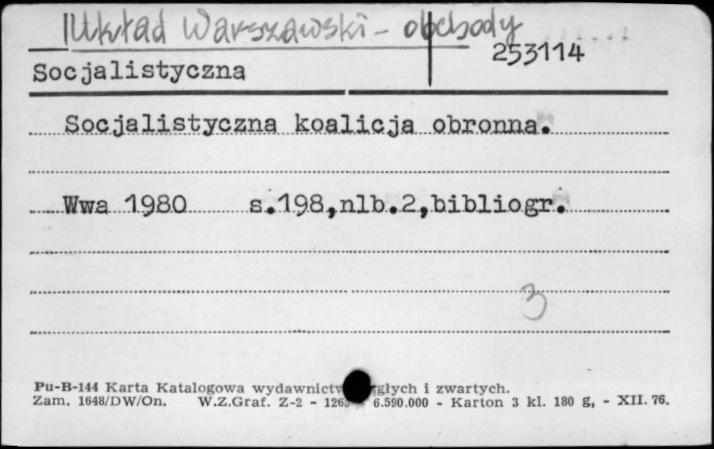 Układ Warszawski - obchody
253114
Socjalistyczna
Socjalistyczna koalicja obronna.
Wwa 1980 s.198,nlb.2,bibliogr.
3
Pu-B-144 Karta Katalogowa wydawnictw głych i zwartych.
Zam. 1648/DW/On. W.Z.Graf. Z-2 - 126, 6.590.000 - Karton 3 kl. 180 g, - XII. 76.